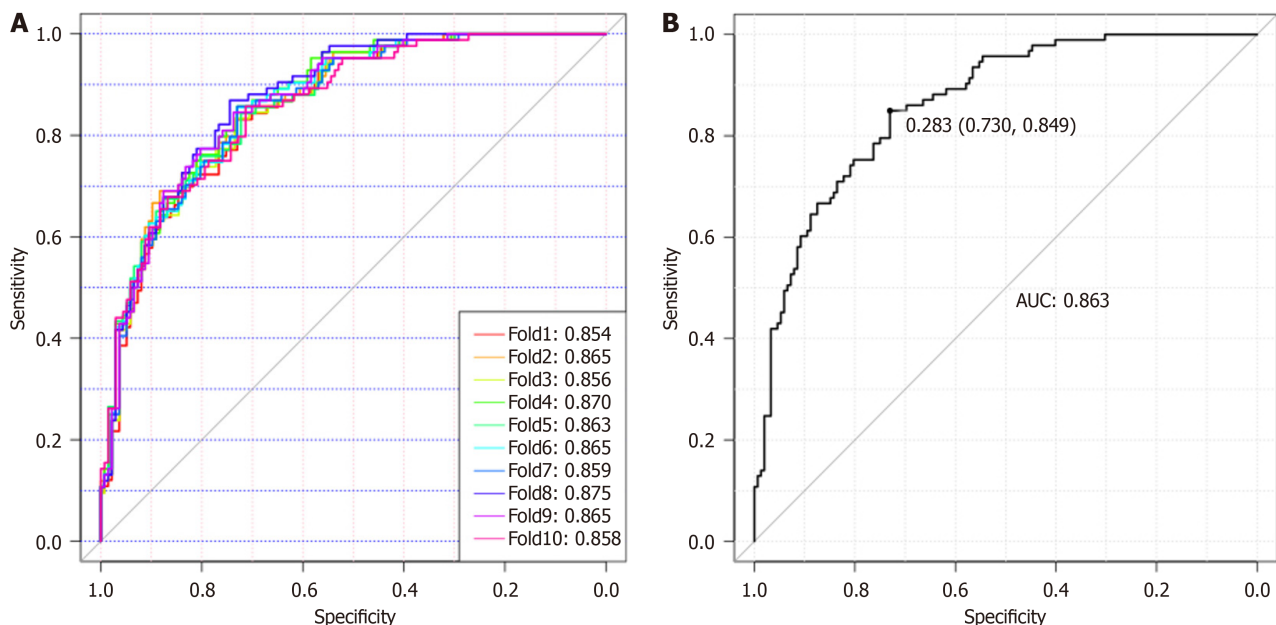 A
1.0
0.8
0.6
0.4
0.2
0.0
Sensitivity
1.0
0.8
0.6
0.4
0.2
0.0
Specificity
Fold1: 0.854
Fold2: 0.865
Fold3: 0.856
Fold4: 0.870
Fold5: 0.863
Fold6: 0.865
Fold7: 0.859
Fold8: 0.875
Fold9: 0.865
Fold10: 0.858
B
1.0
0.8
0.6
0.4
0.2
0.0
Sensitivity
0.283 (0.730, 0.849)
AUC: 0.863
1.0
0.8
0.6
0.4
0.2
0.0
Specificity